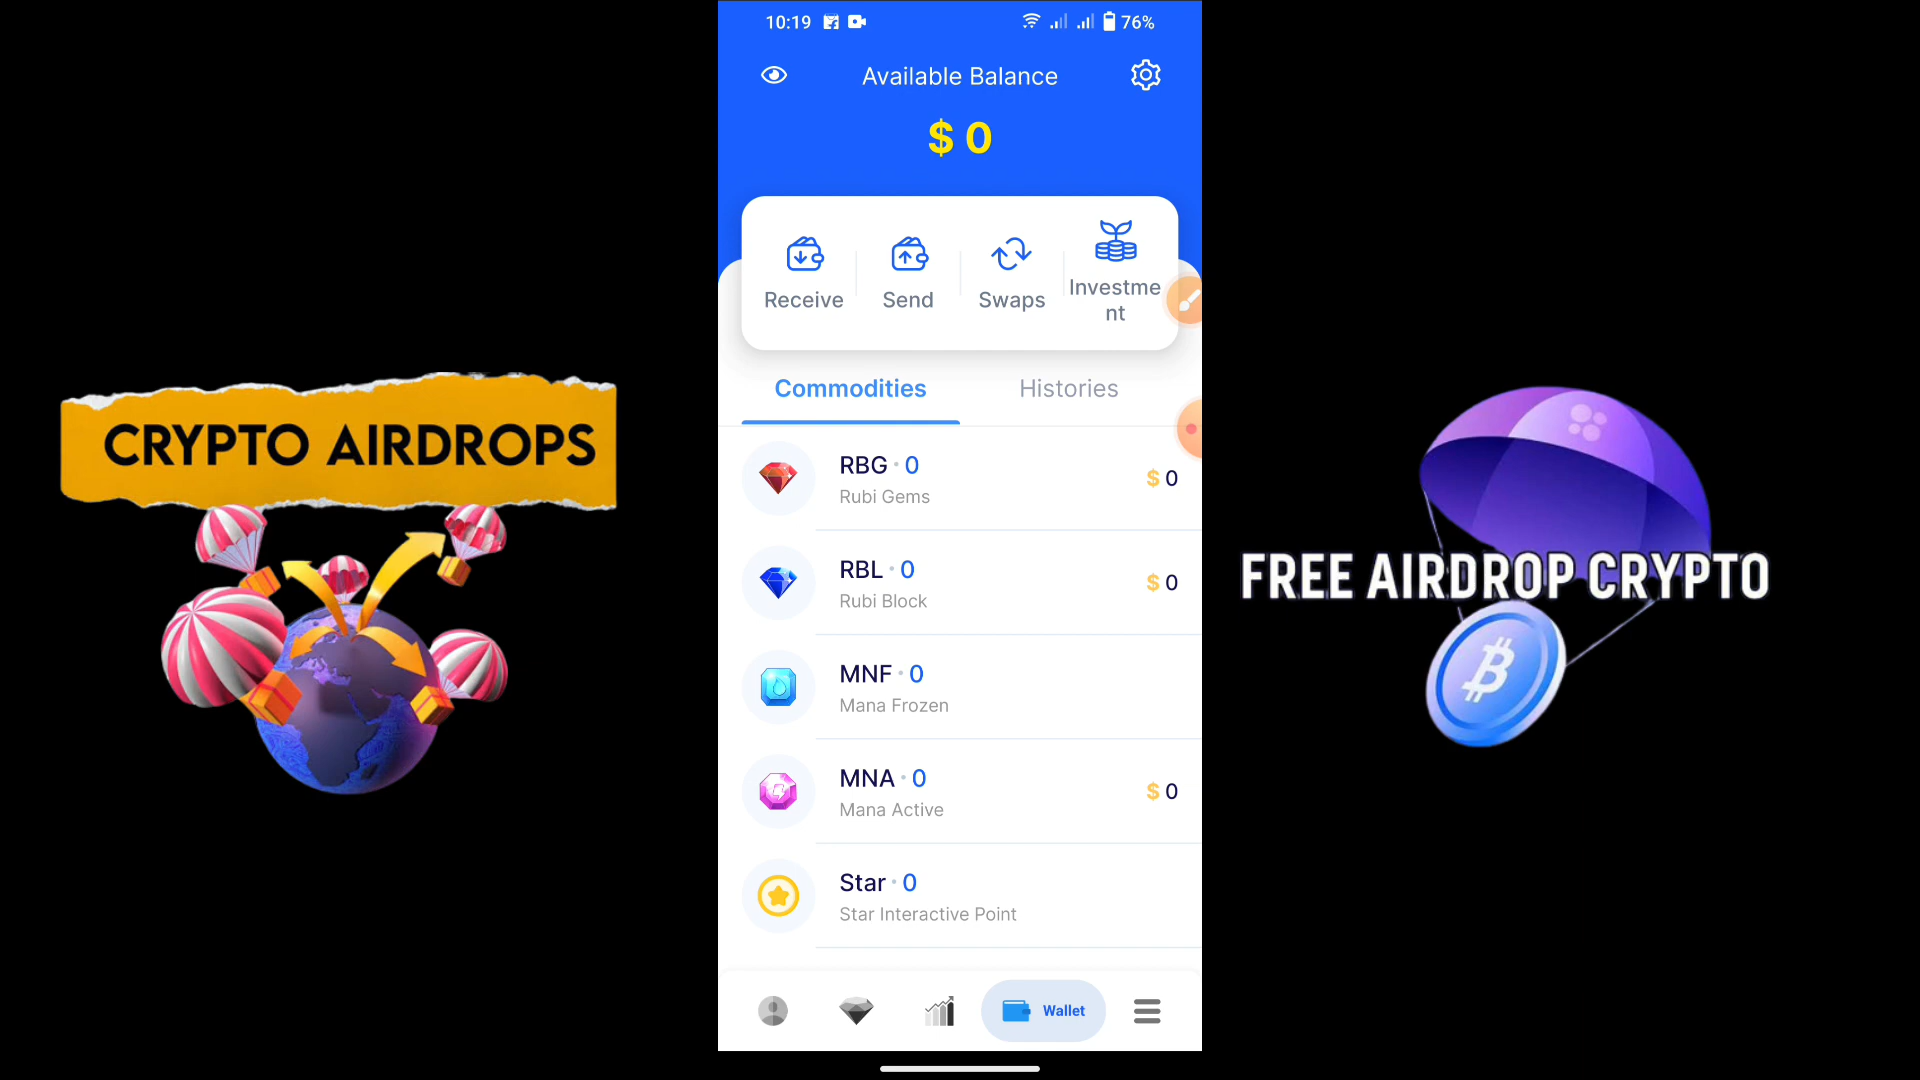 10:19
76%
Available Balance
$ 0
Receive
Send
Swaps
Investme
nt
Commodities
Histories
RBG · 0
Rubi Gems
$ 0
RBL · 0
Rubi Block
$ 0
MNF · 0
Mana Frozen
MNA · 0
Mana Active
$ 0
Star · 0
Star Interactive Point
Wallet
CRYPTO AIRDROPS
FREE AIRDROP CRYPTO